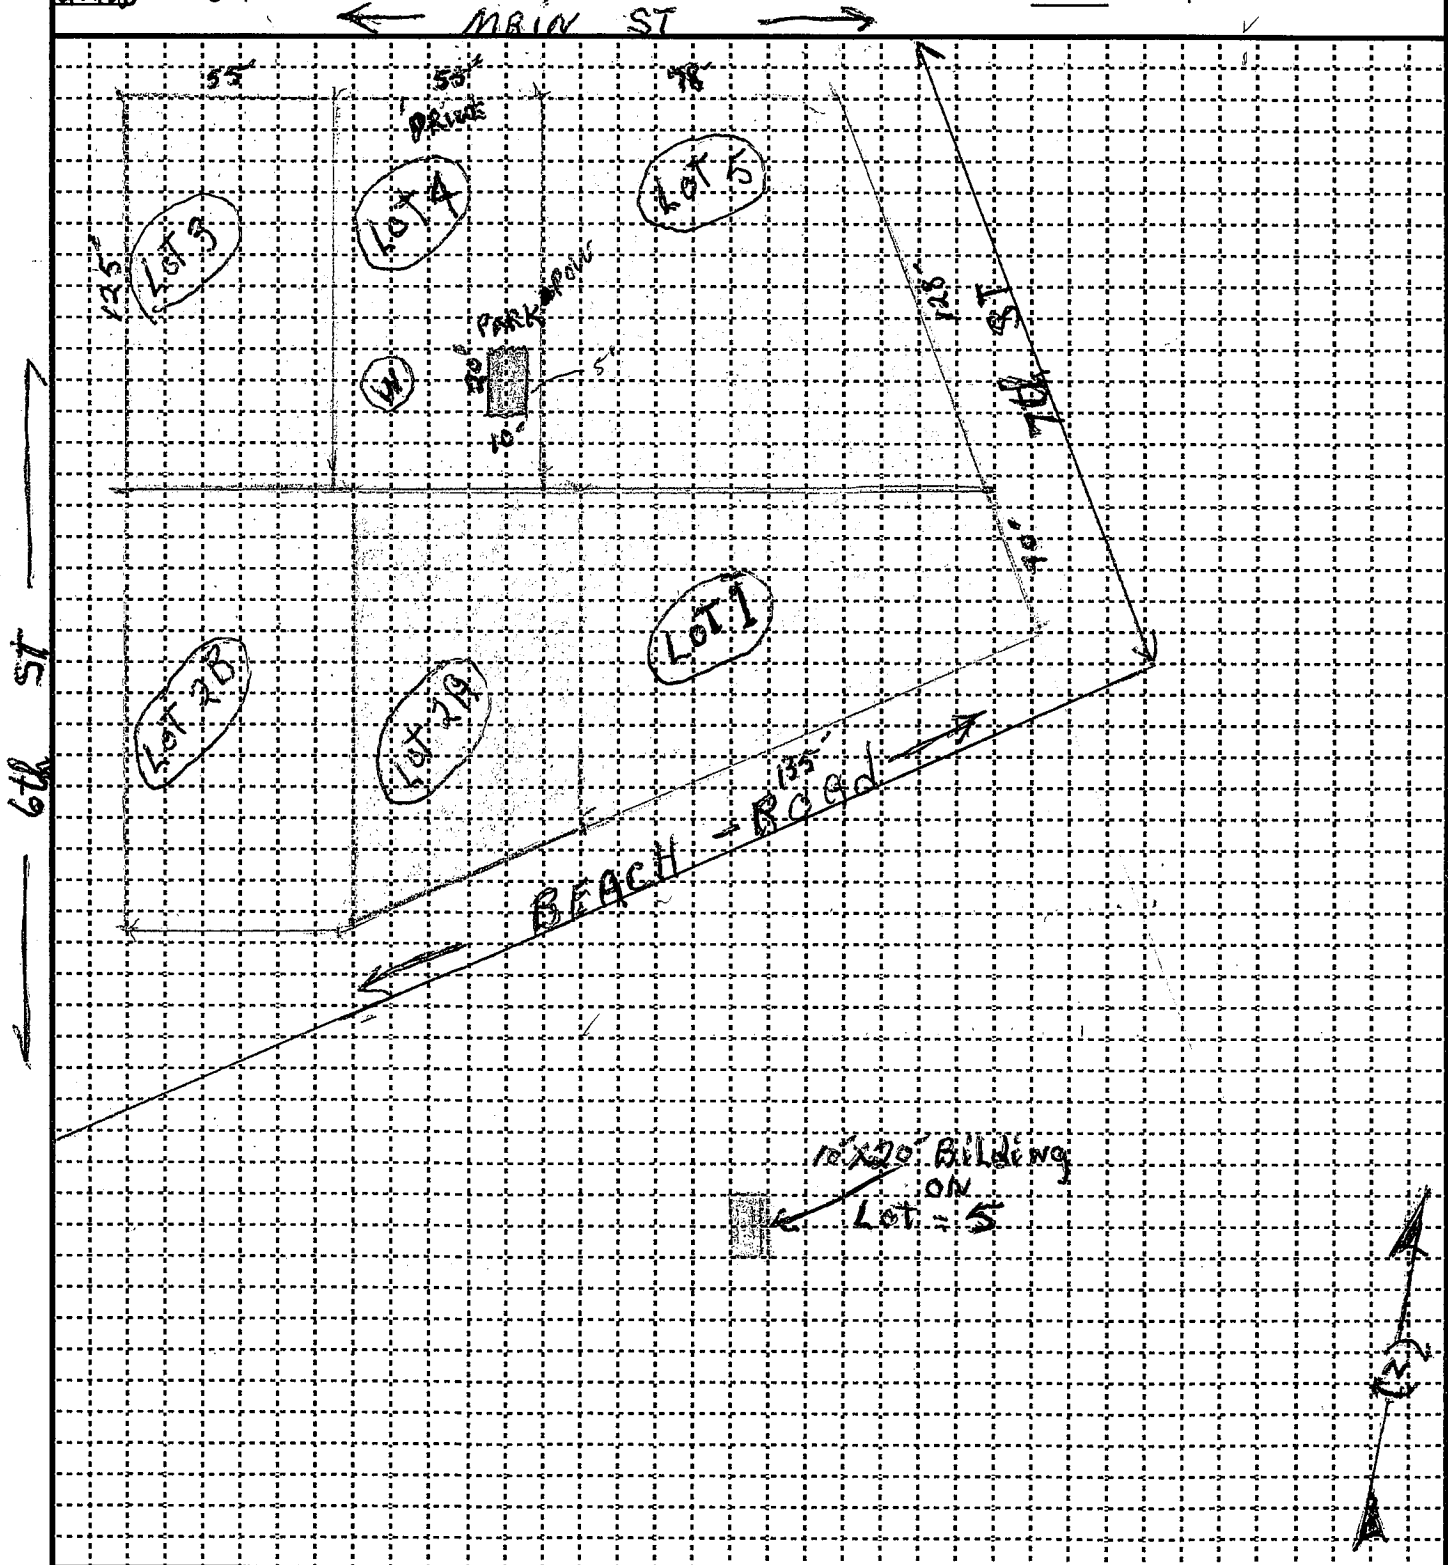 MAIN ST
55'
55'
78'
DRIVE
LOT 3
LOT 4
LOT 5
125'
PARK
20'
5'
W
10'
128'
7th ST
40'
6th ST
LOT 2B
LOT 2A
LOT 1
135'
BEACH - ROAD
10'X20' BiLDiNg
ON
LOT = 5